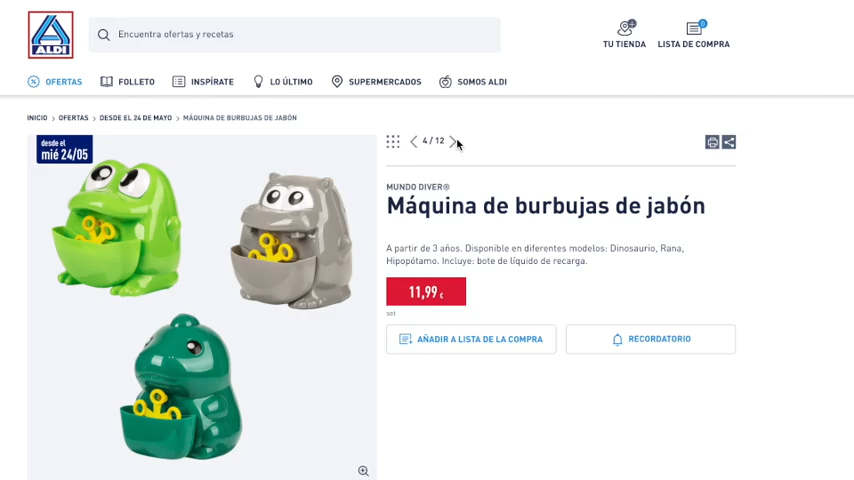 ALDI
Encuentra ofertas y recetas
TU TIENDA
0
LISTA DE COMPRA
OFERTAS
FOLLETO
INSPÍRATE
LO ÚLTIMO
SUPERMERCADOS
SOMOS ALDI
INICIO > OFERTAS > DESDE EL 24 DE MAYO > MÁQUINA DE BURBUJAS DE JABÓN
desde el
mié 24/05
4 / 12
MUNDO DIVER®
Máquina de burbujas de jabón
A partir de 3 años. Disponible en diferentes modelos: Dinosaurio, Rana,
Hipopótamo. Incluye: bote de líquido de recarga.
11,99 €
set
AÑADIR A LISTA DE LA COMPRA
RECORDATORIO